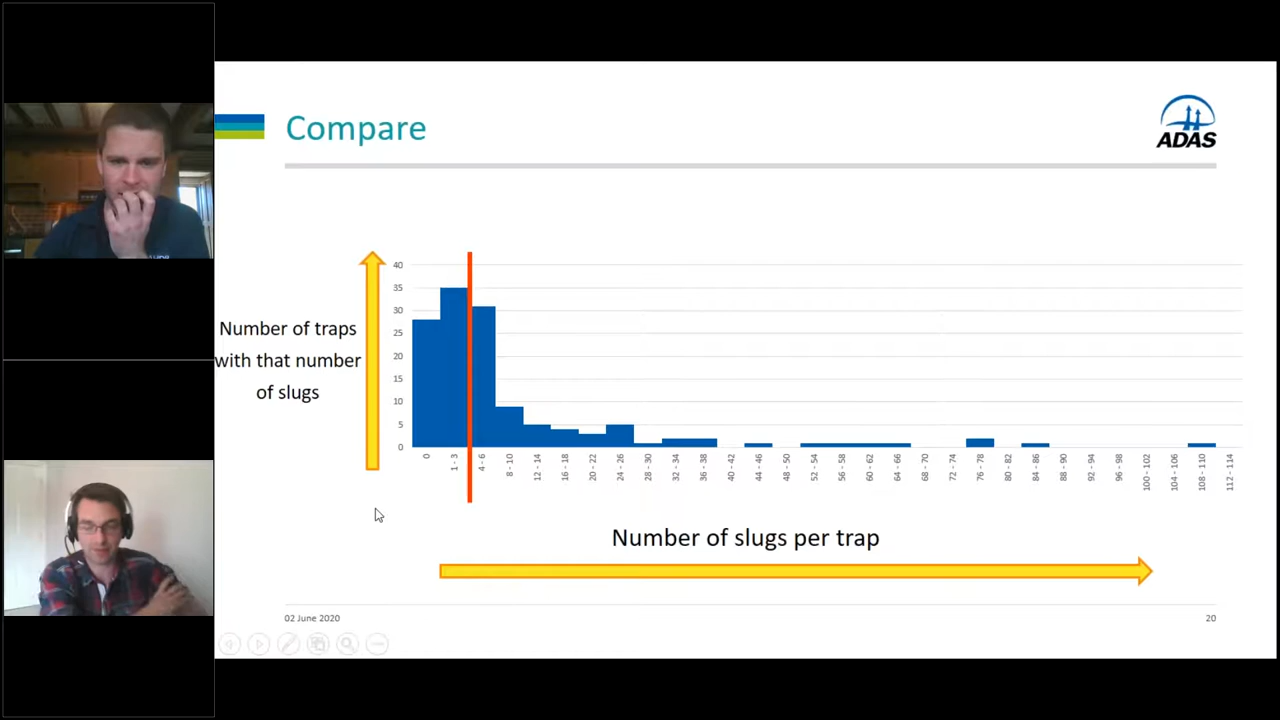 Compare
ADAS
Number of traps
with that number
of slugs
40
35
30
25
20
15
10
5
0
0
1 - 3
4 - 6
8 - 10
12 - 14
16 - 18
20 - 22
24 - 26
28 - 30
32 - 34
36 - 38
40 - 42
44 - 46
48 - 50
52 - 54
56 - 58
60 - 62
64 - 66
68 - 70
72 - 74
76 - 78
80 - 82
84 - 86
88 - 90
92 - 94
96 - 98
100 - 102
104 - 106
108 - 110
112 - 114
Number of slugs per trap
02 June 2020
20